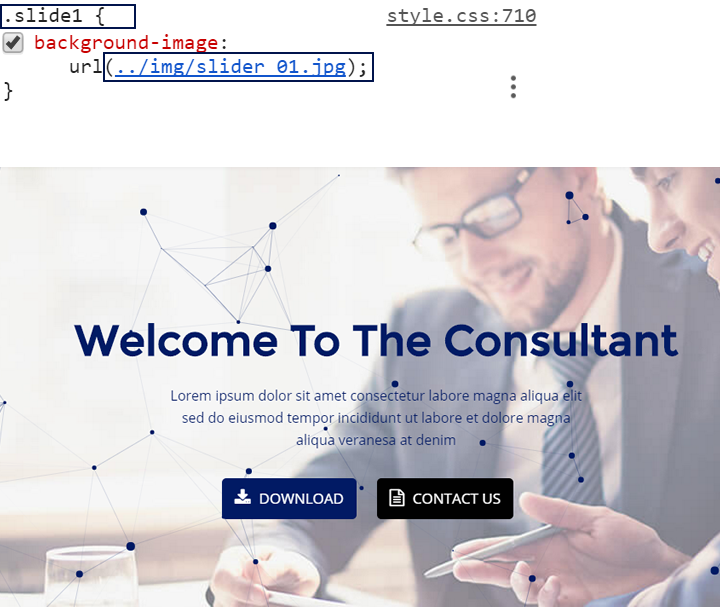 .slide1 { style.css:710
background-image:
url(../img/slider_01.jpg);
}
Welcome To The Consultant
Lorem ipsum dolor sit amet consectetur labore magna aliqua elit
sed do eiusmod tempor incididunt ut labore et dolore magna
aliqua veranesa at denim
DOWNLOAD CONTACT US